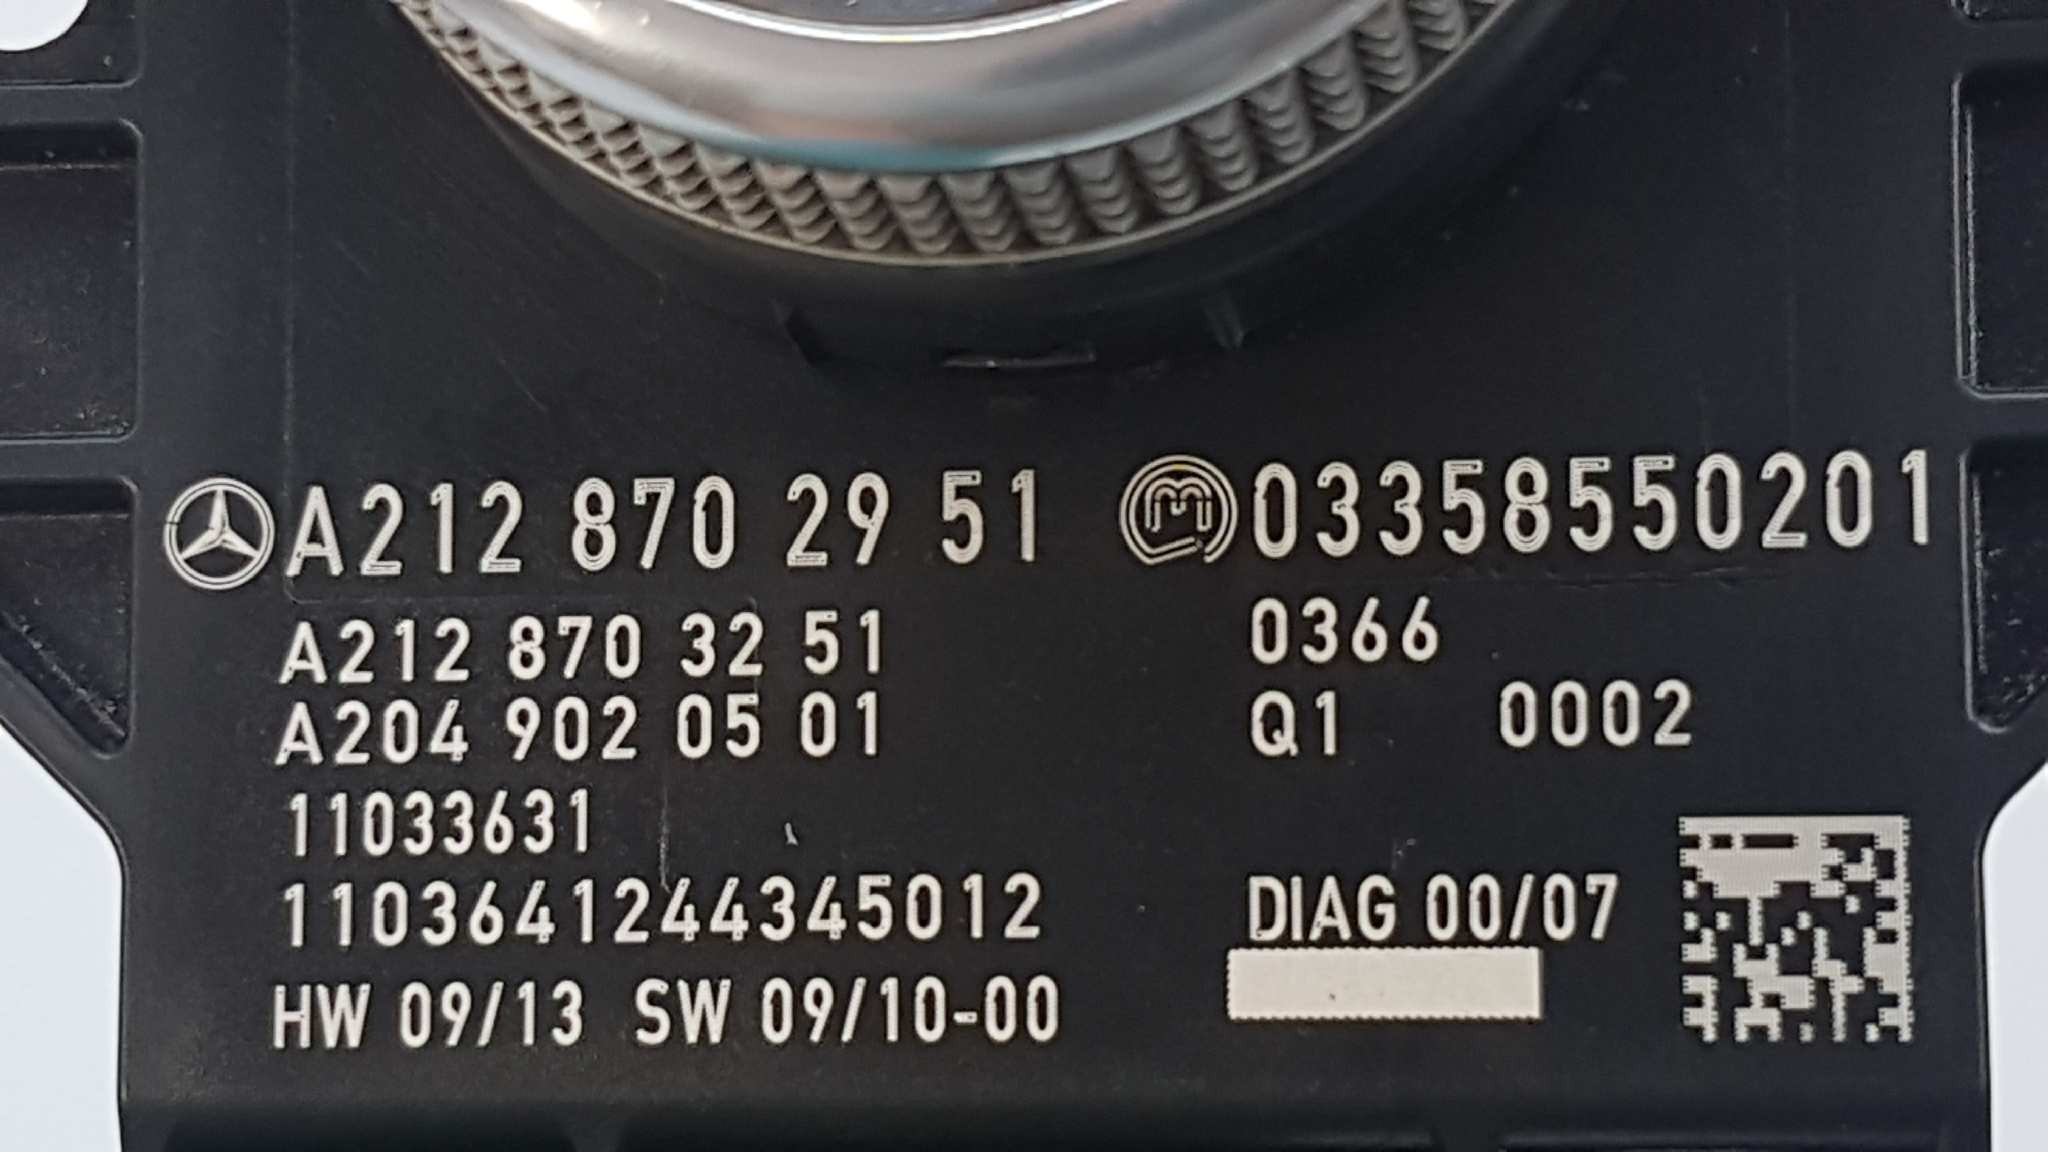 A212 870 29 51
A212 870 32 51
A204 902 05 01
11033631
1103641244345012
HW 09/13 SW 09/10-00
M 03358550201
0366
Q1 0002
DIAG 00/07